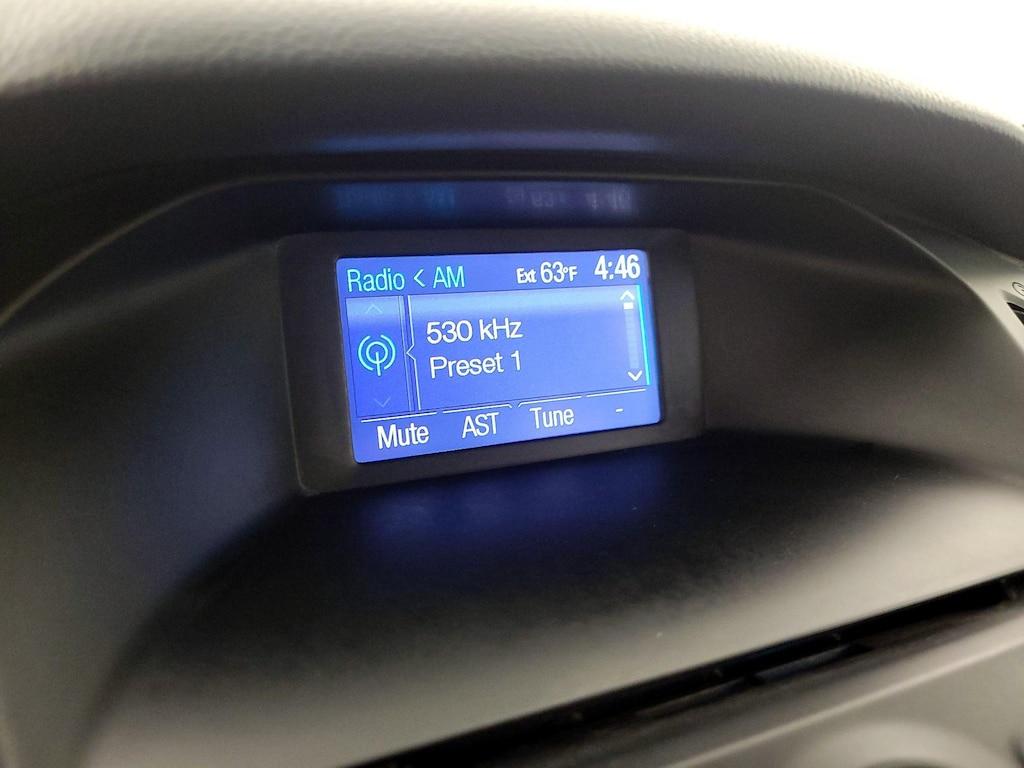 Radio < AM Ext 63°F 4:46
530 kHz
Preset 1
Mute AST Tune -